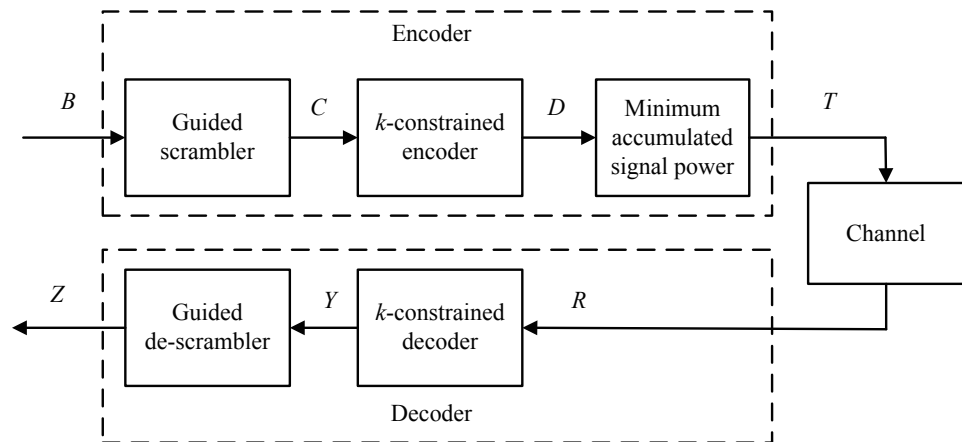 Encoder
B
Guided
scrambler
C
k-constrained
encoder
D
Minimum
accumulated
signal power
T
Channel
Z
Guided
de-scrambler
Y
k-constrained
decoder
R
Decoder